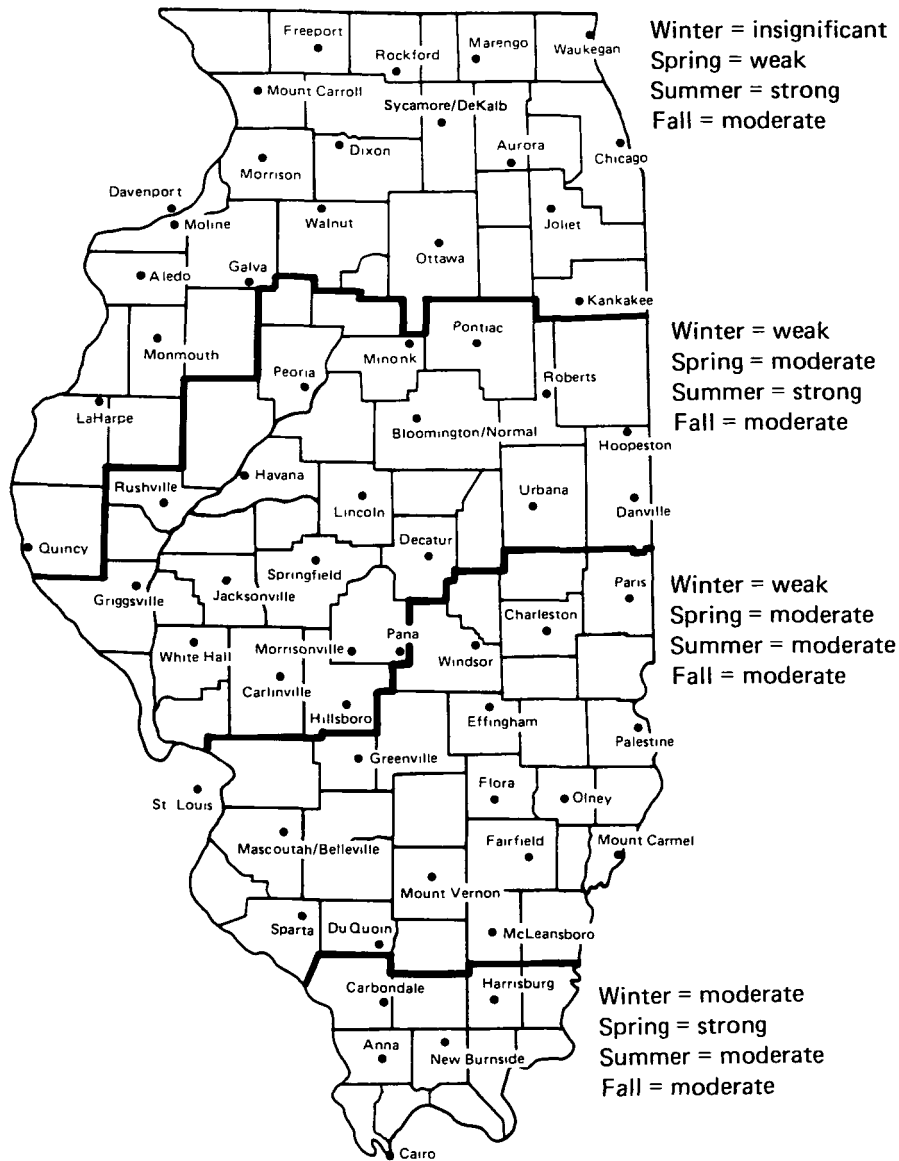 Freeport
Rockford
Marengo
Waukegan
Winter = insignificant
Spring = weak
Summer = strong
Fall = moderate
Mount Carroll
Sycamore/DeKalb
Dixon
Aurora
Chicago
Morrison
Davenport
Moline
Walnut
Joliet
Ottawa
Aledo
Galva
Kankakee
Winter = weak
Spring = moderate
Summer = strong
Fall = moderate
Monmouth
Minonk
Pontiac
Peoria
Roberts
LaHarpe
Bloomington/Normal
Hoopeston
Rushville
Havana
Lincoln
Urbana
Danville
Quincy
Decatur
Springfield
Griggsville
Jacksonville
Charleston
Paris
Winter = weak
Spring = moderate
Summer = moderate
Fall = moderate
White Hall
Morrisonville
Pana
Windsor
Carlinville
Hillsboro
Effingham
Palestine
Greenville
St Louis
Flora
Olney
Mascoutah/Belleville
Fairfield
Mount Carmel
Mount Vernon
Sparta
DuQuoin
McLeansboro
Carbondale
Harrisburg
Winter = moderate
Spring = strong
Summer = moderate
Fall = moderate
Anna
New Burnside
Cairo